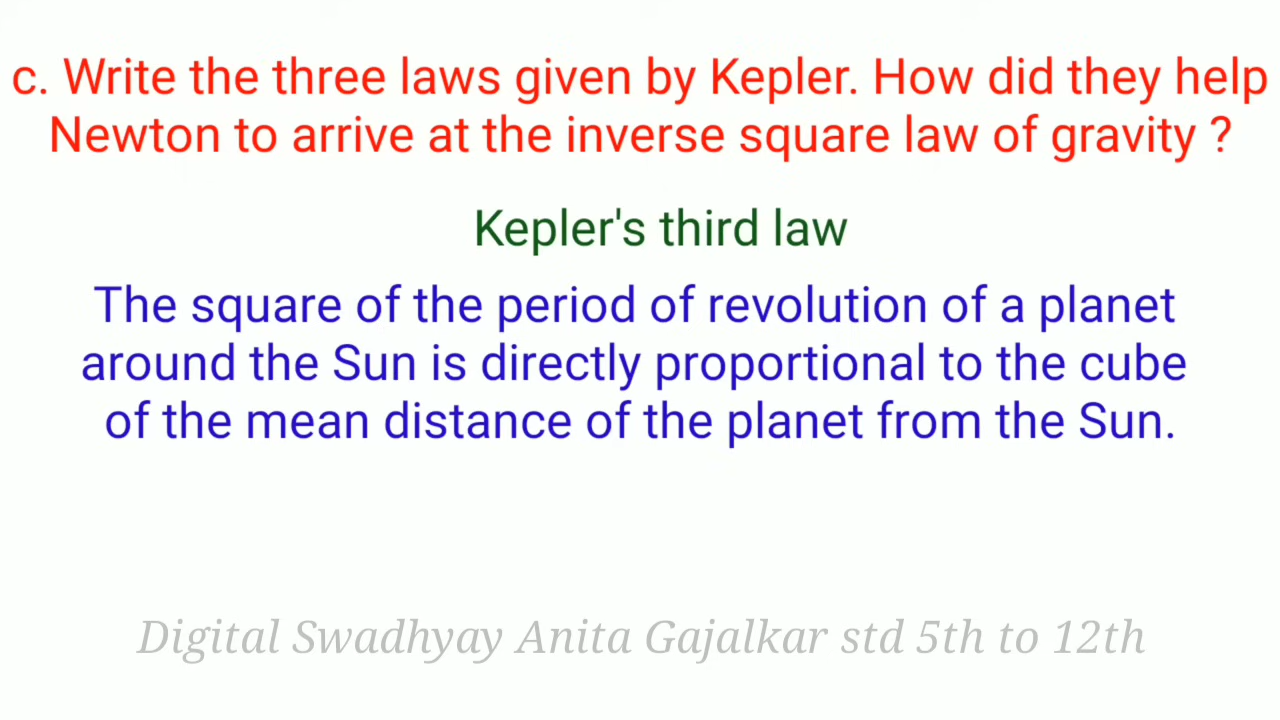 c. Write the three laws given by Kepler. How did they help
Newton to arrive at the inverse square law of gravity ?
Kepler's third law
The square of the period of revolution of a planet
around the Sun is directly proportional to the cube
of the mean distance of the planet from the Sun.
Digital Swadhyay Anita Gajalkar std 5th to 12th